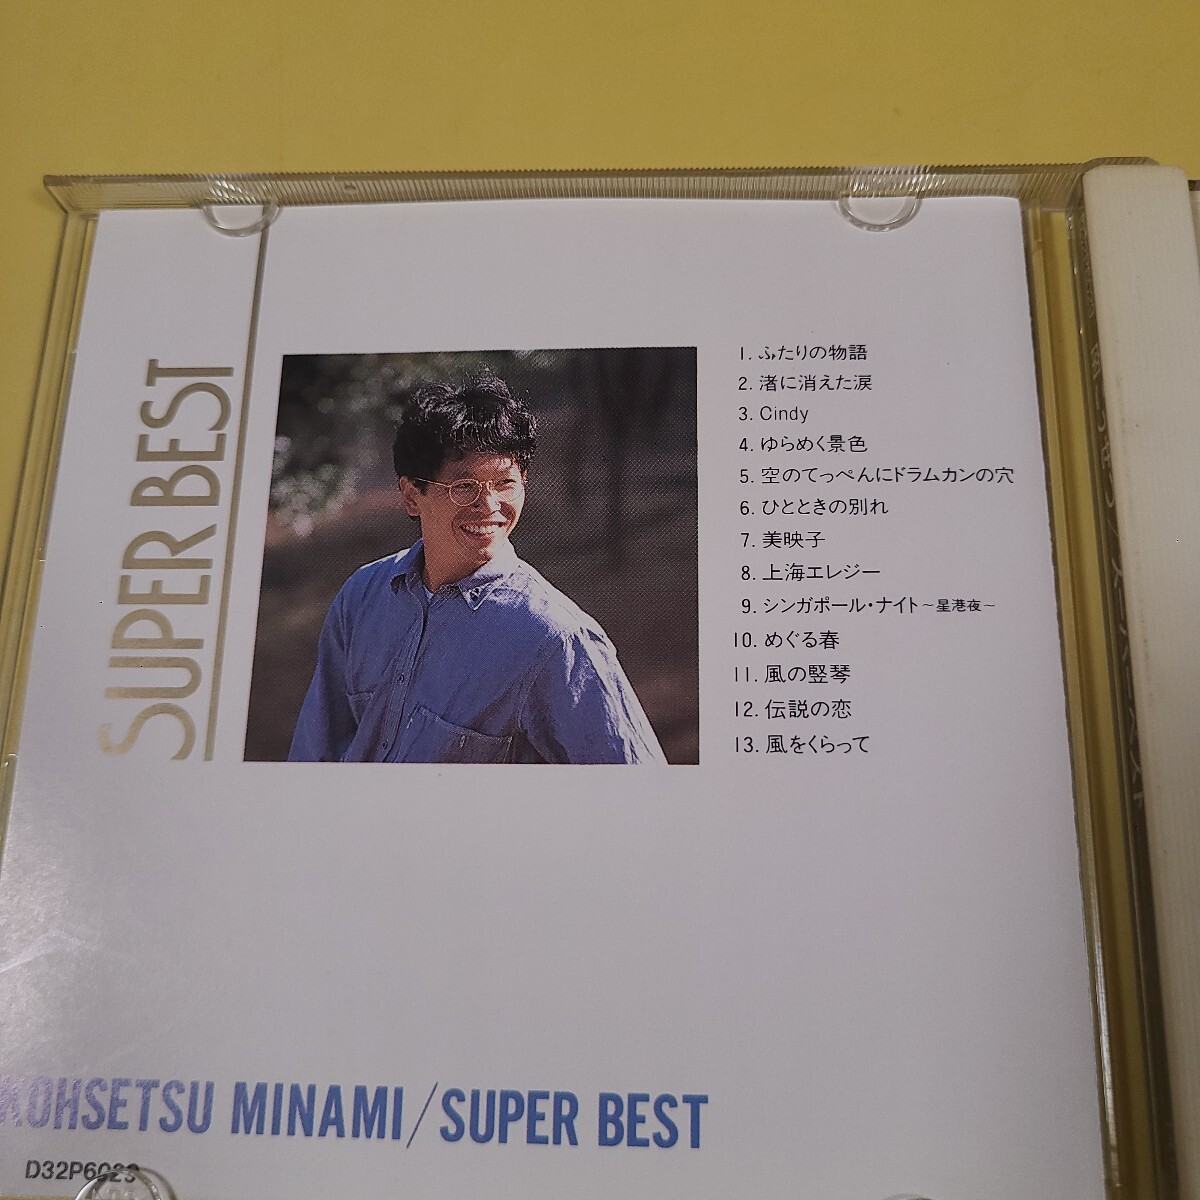 SUPER BEST
1. ふたりの物語
2. 渚に消えた涙
3. Cindy
4. ゆらめく景色
5. 空のてっぺんにドラムカンの穴
6. ひとときの別れ
7. 美映子
8. 上海エレジー
9. シンガポール・ナイト〜星港夜〜
10. めぐる春
11. 風の竪琴
12. 伝説の恋
13. 風をくらって
KOHSETSU MINAMI/SUPER BEST
D32P6029